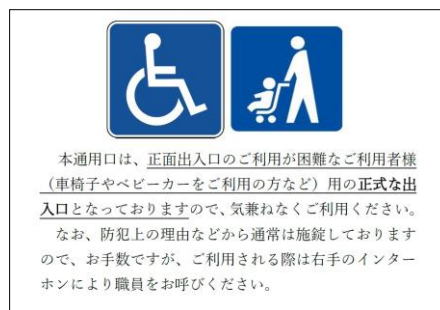 本通用口は、正面出入口のご利用が困難なご利用者様
（車椅子やベビーカーをご利用の方など）用の正式な出
入口となっておりますので、気兼ねなくご利用ください。
なお、防犯上の理由などから通常は施錠しております
ので、お手数ですが、ご利用される際は右手のインター
ホンにより職員をお呼びください。